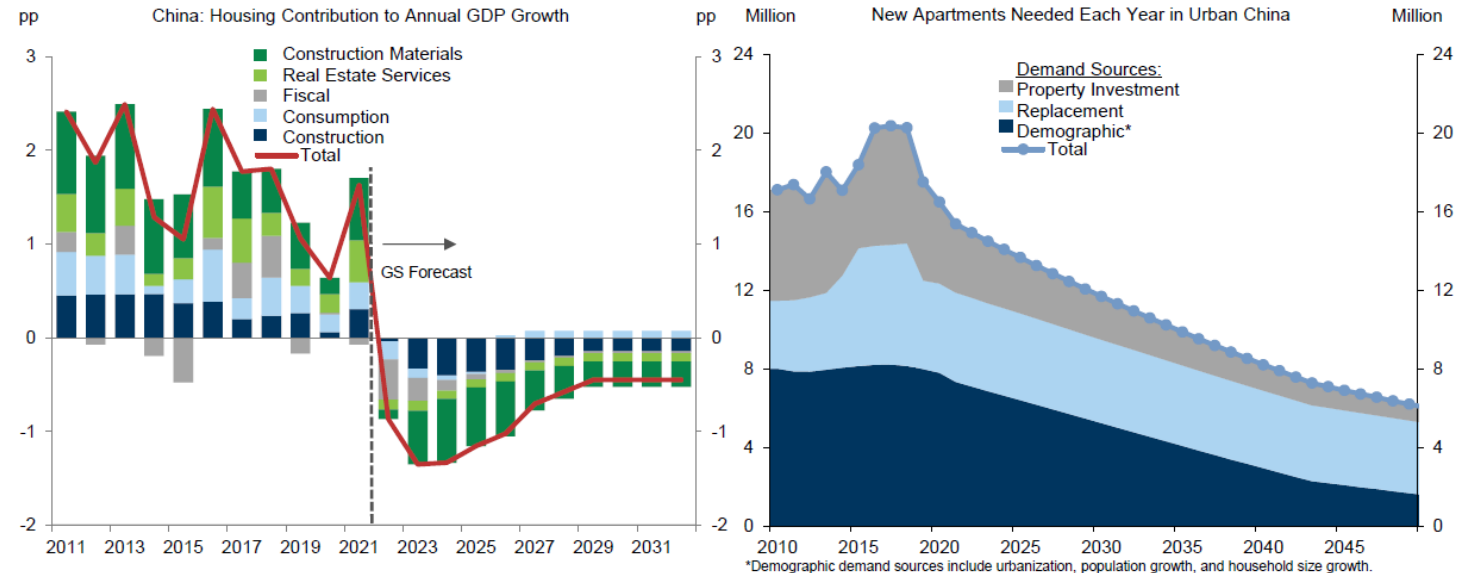 China: Housing Contribution to Annual GDP Growth
pp
pp
3
2
1
0
-1
-2
3
2
1
0
-1
-2
Construction Materials
Real Estate Services
Fiscal
Consumption
Construction
Total
GS Forecast
2011 2013 2015 2017 2019 2021 2023 2025 2027 2029 2031
New Apartments Needed Each Year in Urban China
Million
Million
24
20
16
12
8
4
0
24
20
16
12
8
4
0
Demand Sources:
Property Investment
Replacement
Demographic*
Total
2010 2015 2020 2025 2030 2035 2040 2045
*Demographic demand sources include urbanization, population growth, and household size growth.